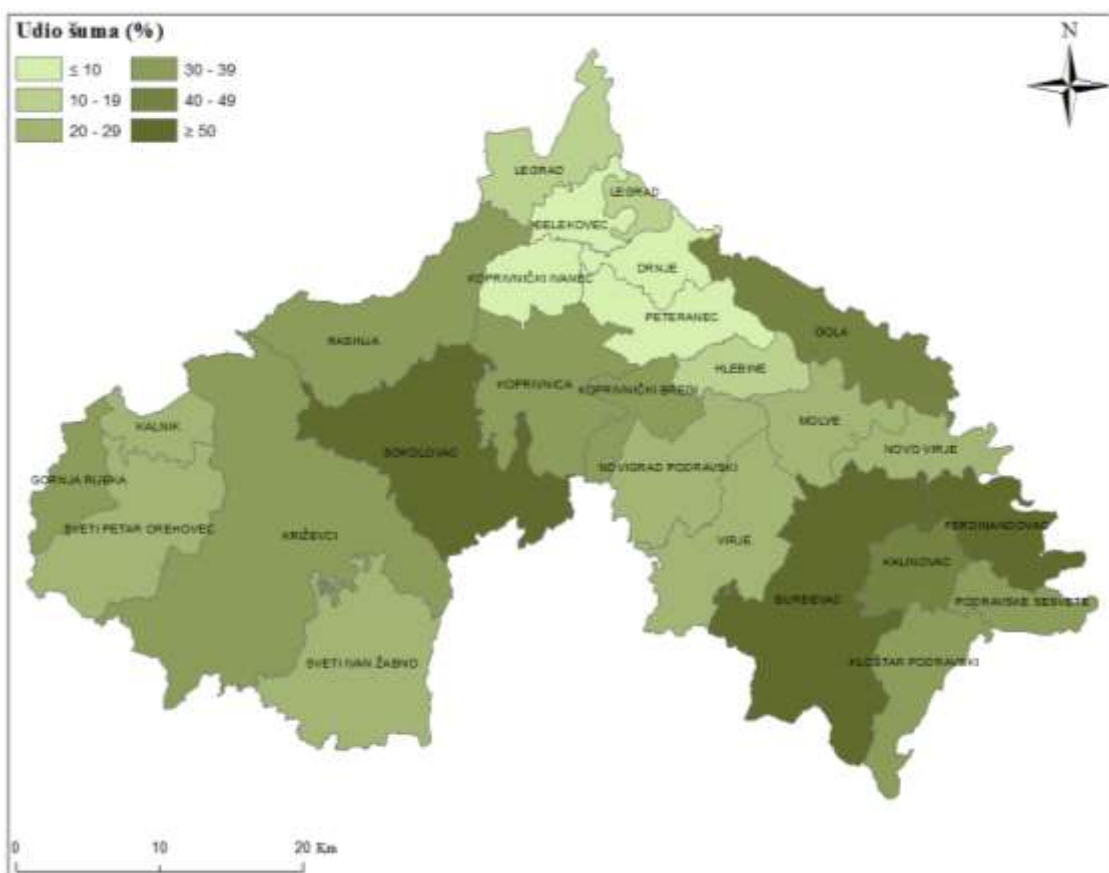 Udio šuma (%)
≤ 10
30 - 39
10 - 19
40 - 49
20 - 29
≥ 50
N
LEGRAD
LEGRAD
ĐELEKOVEC
DRNJE
KOPRIVNIČKI IVANEC
PETERANEC
GOLA
RASINJA
HLEBINE
KOPRIVNICA
KOPRIVNIČKI BREGI
MOLVE
KALNIK
SOKOLOVAC
NOVO VIRJE
NOVIGRAD PODRAVSKI
GORNJA RIJEKA
SVETI PETAR OREHOVEC
FERDINANDOVAC
KRIŽEVCI
VIRJE
KALINOVAC
ĐURĐEVAC
PODRAVSKE SESVETE
SVETI IVAN ŽABNO
KLOŠTAR PODRAVSKI
0 10 20 Km